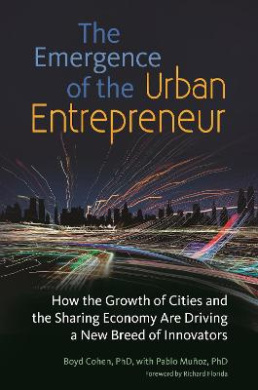 The
Emergence
of the Urban
Entrepreneur
How the Growth of Cities and
the Sharing Economy Are Driving
a New Breed of Innovators
Boyd Cohen, PhD, with Pablo Muñoz, PhD
Foreword by Richard Florida